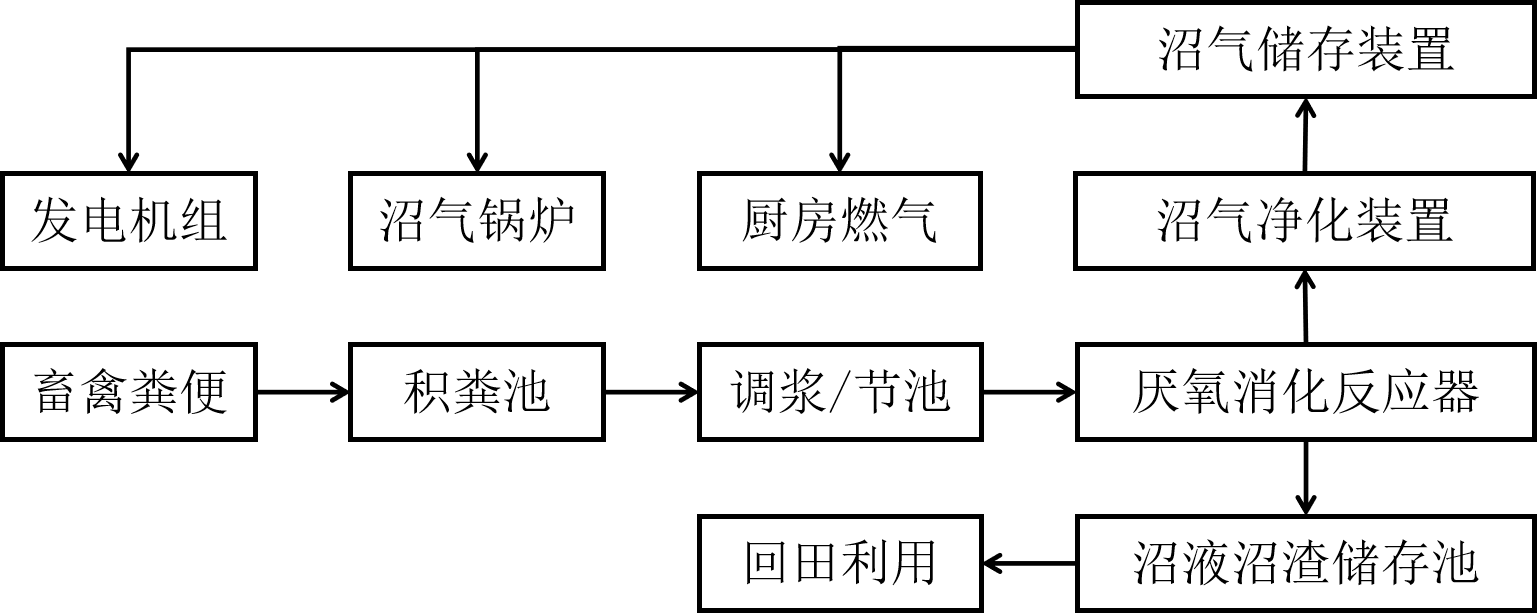 沼气储存装置
发电机组
沼气锅炉
厨房燃气
沼气净化装置
畜禽粪便
积粪池
调浆/节池
厌氧消化反应器
回田利用
沼液沼渣储存池